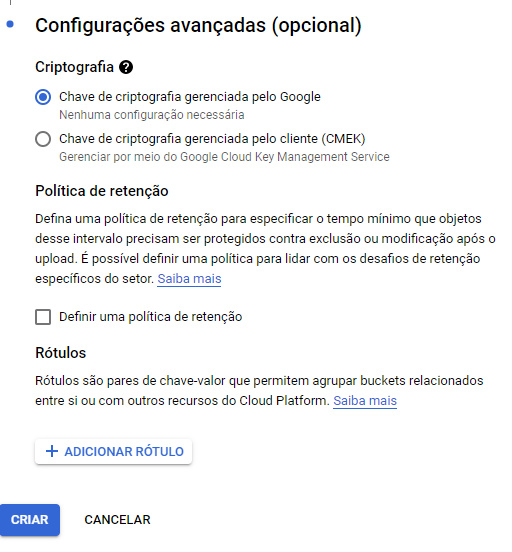 Configurações avançadas (opcional)
Criptografia ?
Chave de criptografia gerenciada pelo Google
Nenhuma configuração necessária
Chave de criptografia gerenciada pelo cliente (CMEK)
Gerenciar por meio do Google Cloud Key Management Service
Política de retenção
Defina uma política de retenção para especificar o tempo mínimo que objetos
desse intervalo precisam ser protegidos contra exclusão ou modificação após o
upload. É possível definir uma política para lidar com os desafios de retenção
específicos do setor. Saiba mais
Definir uma política de retenção
Rótulos
Rótulos são pares de chave-valor que permitem agrupar buckets relacionados
entre si ou com outros recursos do Cloud Platform. Saiba mais
+ ADICIONAR RÓTULO
CRIAR CANCELAR